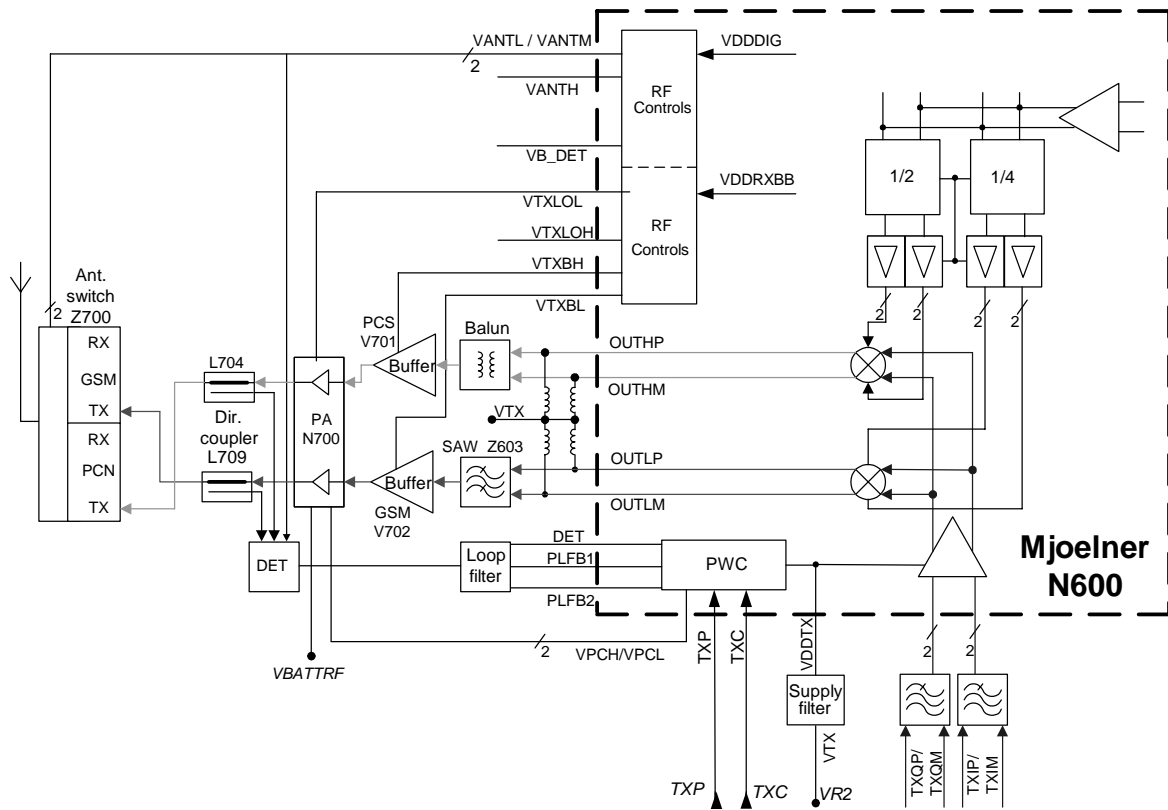 VANTL / VANTM
2
VDDDIG
VANTH
RF
Controls
VB_DET
1/2
1/4
VDDRXBB
VTXLOL
RF
Controls
VTXLOH
VTXBH
VTXBL
Ant.
switch
Z700
2
2
2
2
2
PCS
V701
Balun
OUTHP
RX
GSM
TX
L704
Buffer
OUTHM
Dir.
coupler
L709
PA
N700
VTX
RX
PCN
TX
SAW Z603
OUTLP
Buffer
OUTLM
GSM
V702
DET
Loop
filter
DET
PLFB1
PLFB2
PWC
Mjoelner
N600
2
VPCH/VPCL
TXP
TXC
VDDTX
2
2
VBATTRF
Supply
filter
VTX
TXQP/
TXQM
TXIP/
TXIM
TXP
TXC
VR2